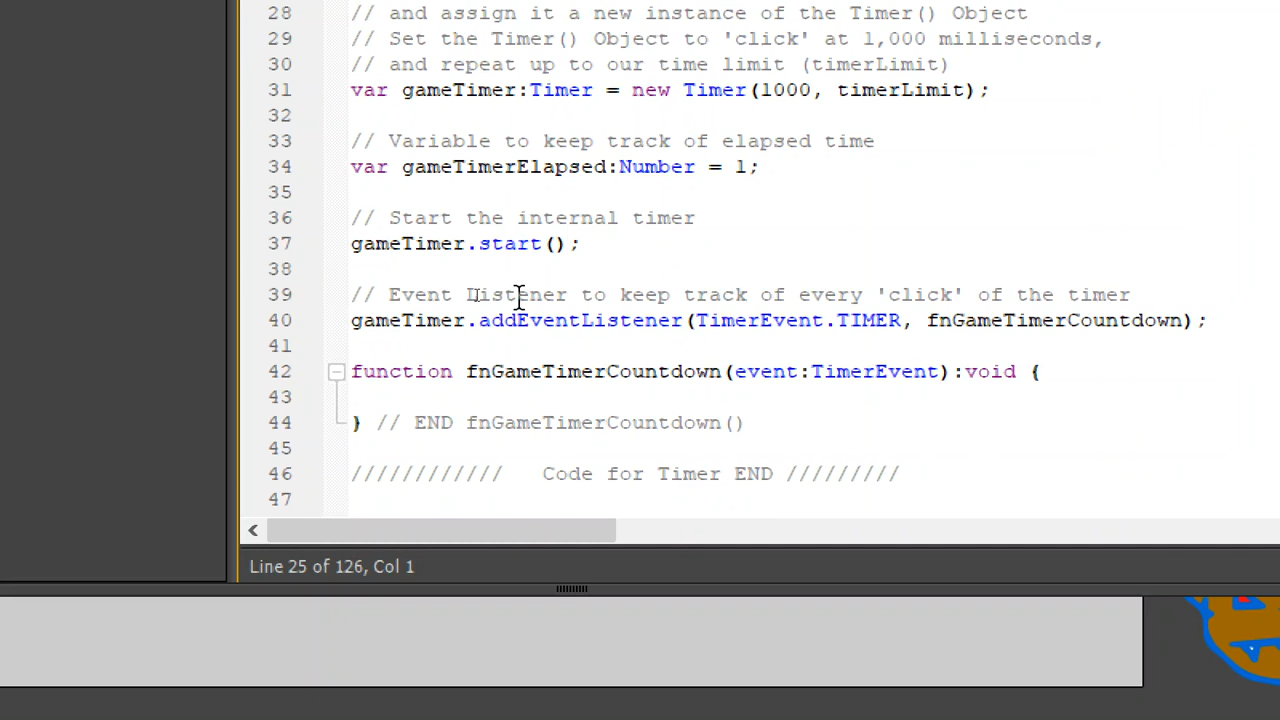 28 // and assign it a new instance of the Timer() Object
29 // Set the Timer() Object to 'click' at 1,000 milliseconds,
30 // and repeat up to our time limit (timerLimit)
31 var gameTimer:Timer = new Timer(1000, timerLimit);
32
33 // Variable to keep track of elapsed time
34 var gameTimerElapsed:Number = 1;
35
36 // Start the internal timer
37 gameTimer.start();
38
39 // Event Listener to keep track of every 'click' of the timer
40 gameTimer.addEventListener(TimerEvent.TIMER, fnGameTimerCountdown);
41
42 function fnGameTimerCountdown(event:TimerEvent):void {
43
44 } // END fnGameTimerCountdown()
45
46 //////////// Code for Timer END /////////
47
Line 25 of 126, Col 1